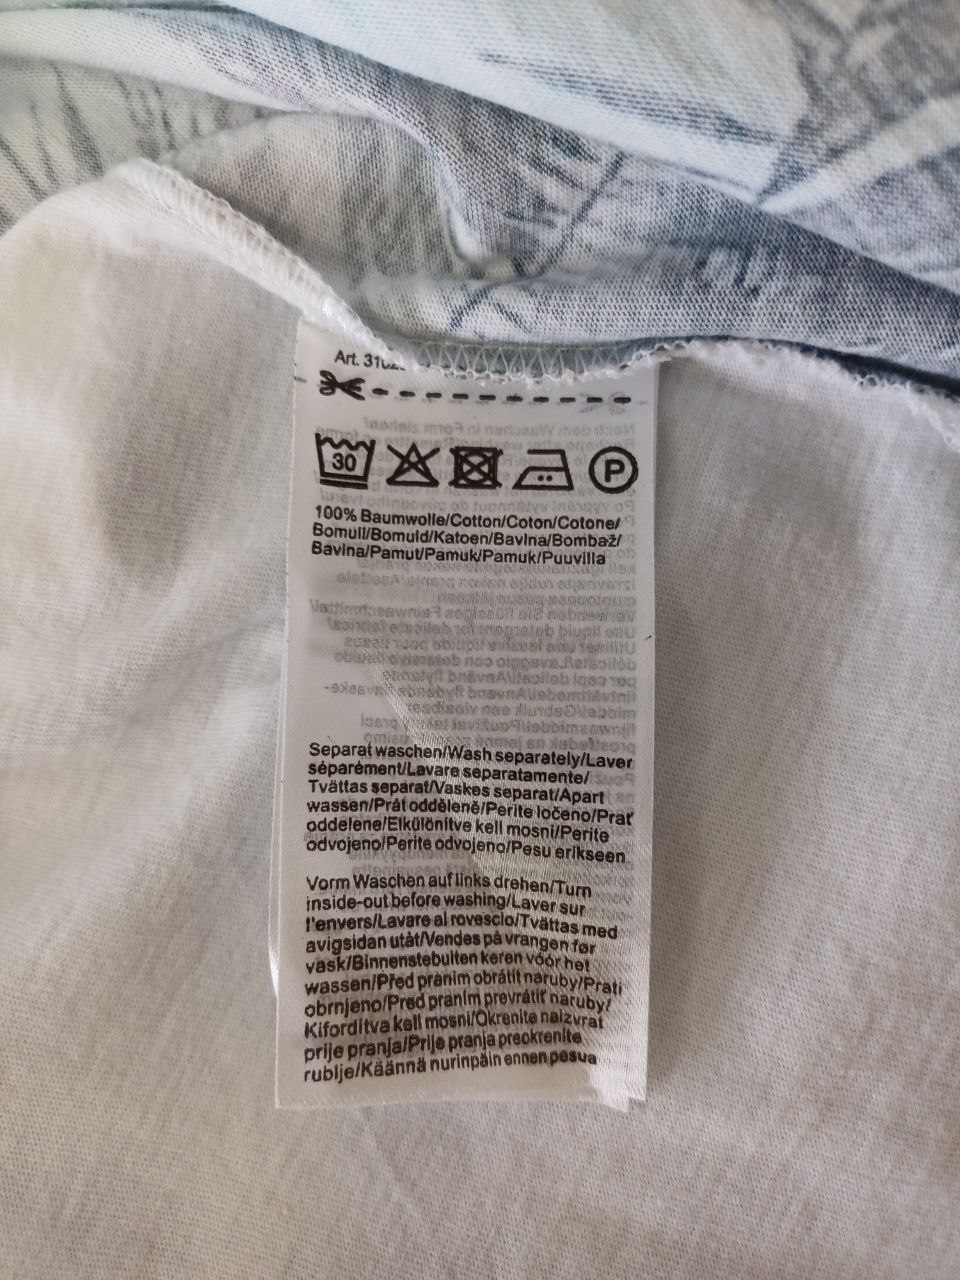 Art.
30
P
100% Baumwolle/Cotton/Coton/Cotone/
Bomull/Bomuld/Katoen/Bavlna/Bombaž/
Bavlna/Pamut/Pamuk/Pamuk/Puuvilla
Separat waschen/Wash separately/Laver
séparément/Lavare separatamente/
Tvättas separat/Vaskes separat/Apart
wassen/Prát odděleně/Perite ločeno/Prať
oddelene/Elkülönítve kell mosni/Perite
odvojeno/Perite odvojeno/Pesu erikseen
Vorm Waschen auf links drehen/Turn
inside-out before washing/Laver sur
l'envers/Lavare al rovescio/Tvättas med
avigsidan utåt/Vendes på vrangen før
vask/Binnenstebuiten keren vóór het
wassen/Před praním obrátit naruby/Prati
obrnjeno/Pred praním prevrátiť naruby/
Kifordítva kell mosni/Okrenite naizvrat
prije pranja/Prije pranja preokrenite
rublje/Käännä nurinpäin ennen pesua